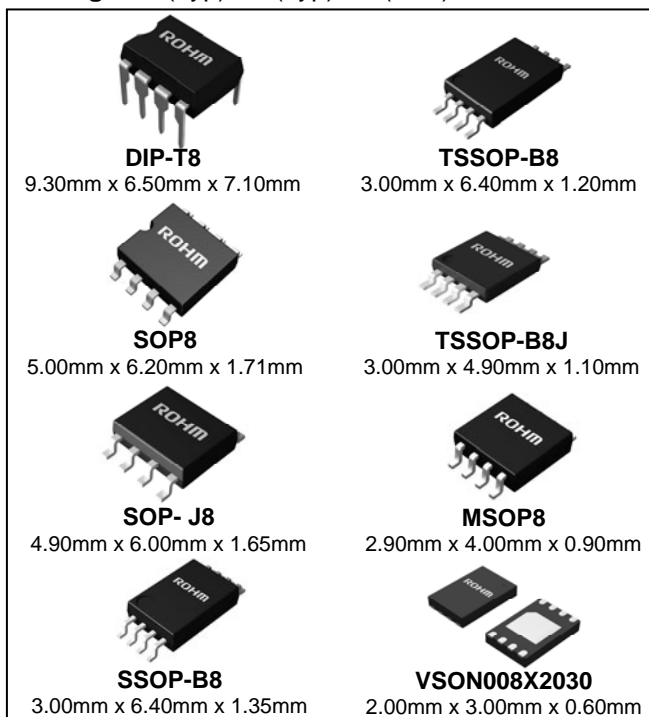 ROHM
ROHM
DIP-T8
TSSOP-B8
9.30mm x 6.50mm x 7.10mm
3.00mm x 6.40mm x 1.20mm
ROHM
ROHM
SOP8
TSSOP-B8J
5.00mm x 6.20mm x 1.71mm
3.00mm x 4.90mm x 1.10mm
ROHM
ROHM
SOP- J8
MSOP8
4.90mm x 6.00mm x 1.65mm
2.90mm x 4.00mm x 0.90mm
ROHM
ROHM
SSOP-B8
VSON008X2030
3.00mm x 6.40mm x 1.35mm
2.00mm x 3.00mm x 0.60mm